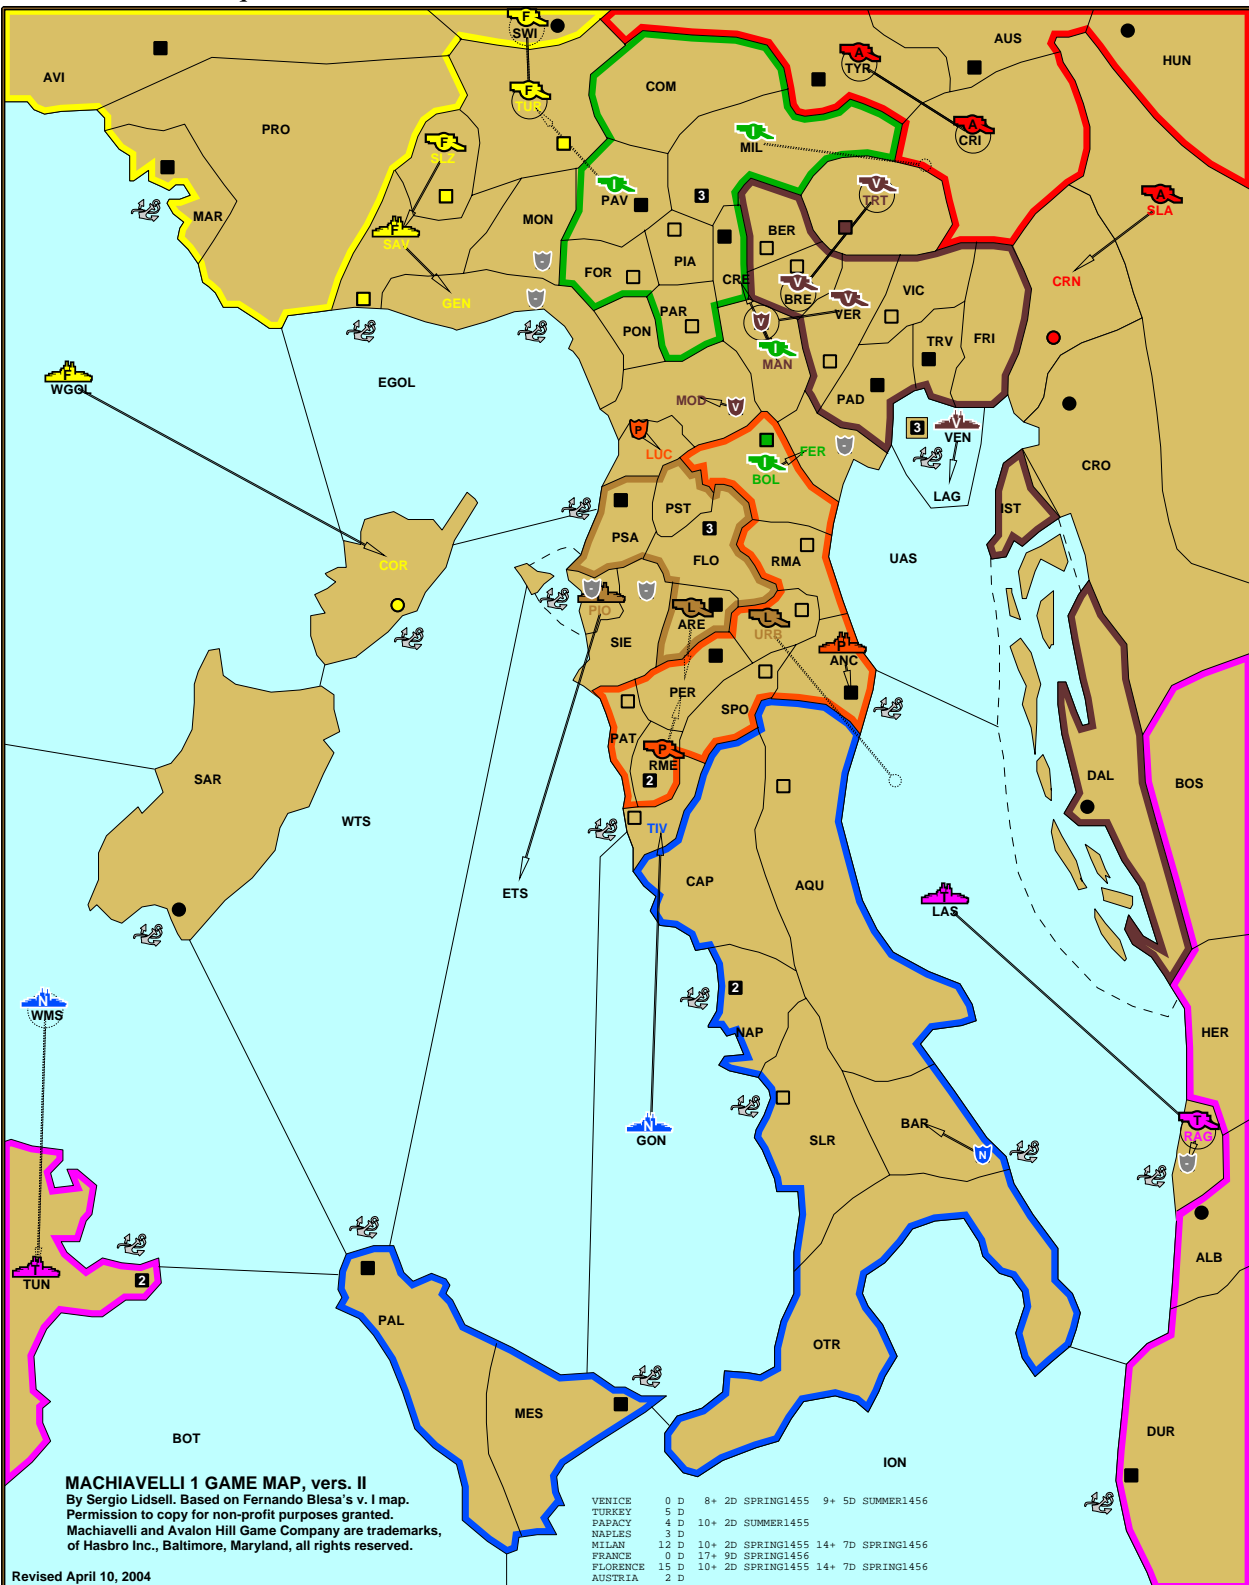 F
SWI
AUS
HUN
AVI
COM
A
TYR
F
TUR
PRO
I
MIL
A
CRI
F
SLZ
I
PAV
V
TRT
A
SLA
MAR
MON
3
F
SAV
BER
FOR
PIA
CRE
V
BRE
V
VER
VIC
CRN
GEN
PAR
PON
V
I
MAN
TRV
FRI
F
WGOL
EGOL
MOD
V
PAD
P
LUC
FER
I
BOL
3
V
VEN
CRO
LAG
PST
IST
PSA
3
FLO
RMA
UAS
COR
PIO
L
ARE
L
URB
SIE
P
ANC
PER
SPO
PAT
P
RME
2
SAR
DAL
BOS
WTS
TIV
CAP
AQU
ETS
T
LAS
N
WMS
2
NAP
HER
N
GON
SLR
BAR
N
T
RAG
ALB
T
TUN
2
PAL
OTR
MES
BOT
DUR
ION
MACHIAVELLI 1 GAME MAP, vers. II
By Sergio Lidsell. Based on Fernando Blesa's v. I map.
Permission to copy for non-profit purposes granted.
Machiavelli and Avalon Hill Game Company are trademarks,
of Hasbro Inc., Baltimore, Maryland, all rights reserved.
Revised April 10, 2004
VENICE 0 D 8+ 2D SPRING1455 9+ 5D SUMMER1456
TURKEY 5 D
PAPACY 4 D 10+ 2D SUMMER1455
NAPLES 3 D
MILAN 12 D 10+ 2D SPRING1455 14+ 7D SPRING1456
FRANCE 0 D 17+ 9D SPRING1456
FLORENCE 15 D 10+ 2D SPRING1455 14+ 7D SPRING1456
AUSTRIA 2 D